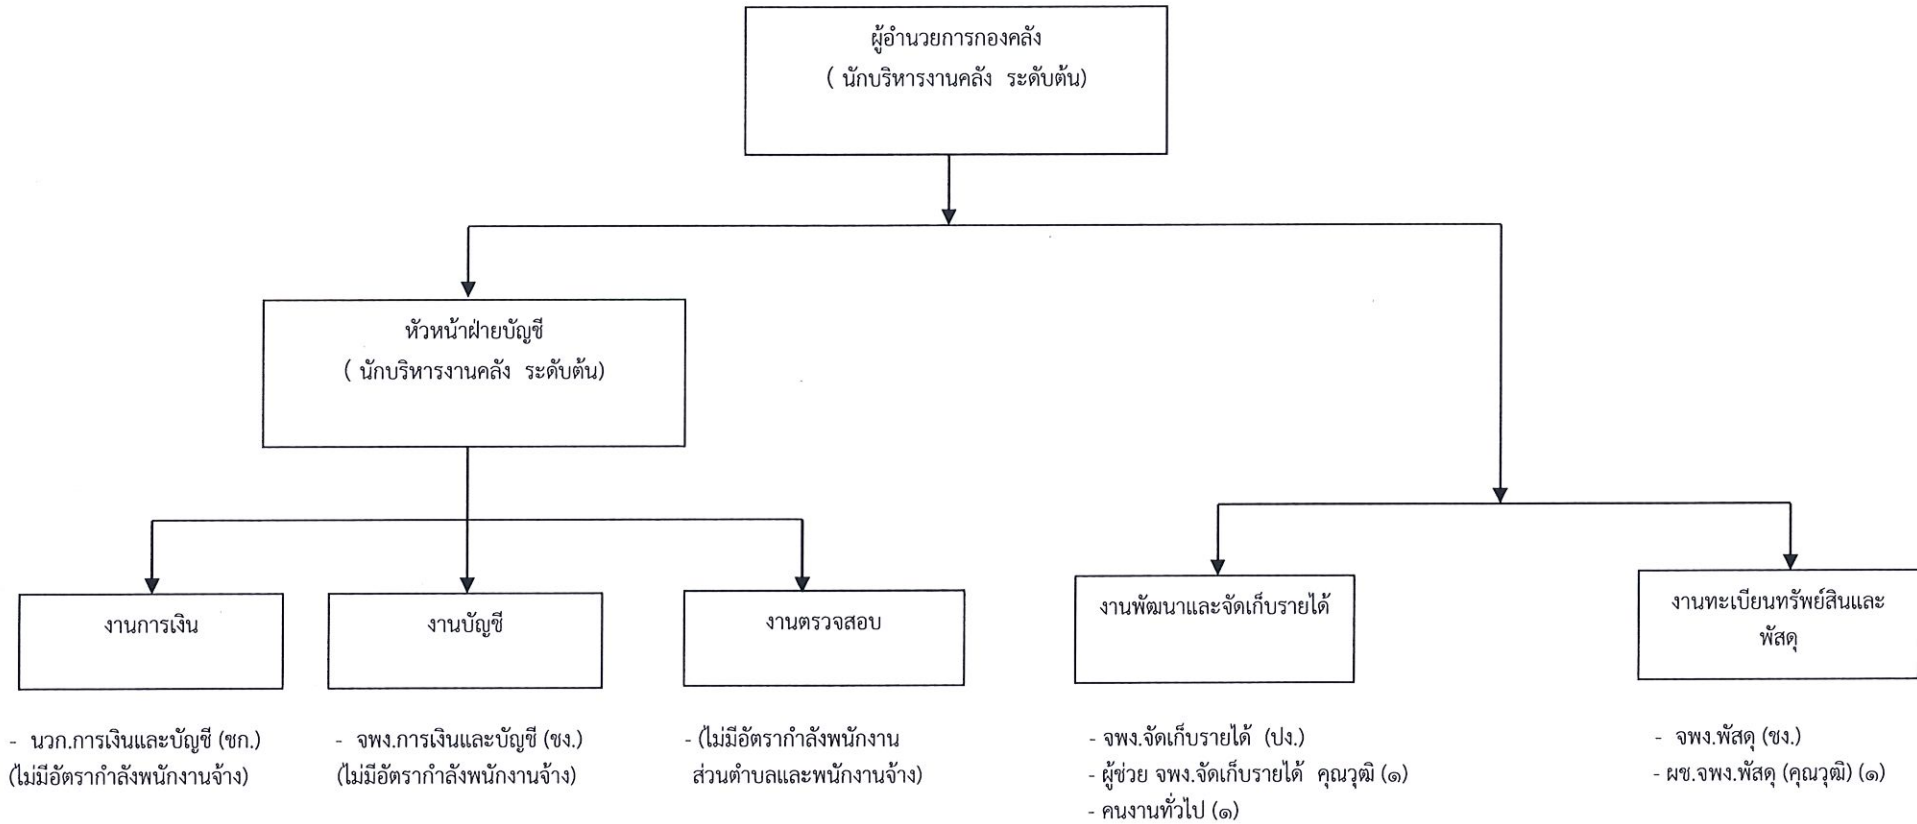 ผู้อำนวยการกองคลัง
( นักบริหารงานคลัง ระดับต้น)
หัวหน้าฝ่ายบัญชี
( นักบริหารงานคลัง ระดับต้น)
งานการเงิน
- นวก.การเงินและบัญชี (ชก.)
(ไม่มีอัตรากำลังพนักงานจ้าง)
งานบัญชี
- จพง.การเงินและบัญชี (ชง.)
(ไม่มีอัตรากำลังพนักงานจ้าง)
งานตรวจสอบ
- (ไม่มีอัตรากำลังพนักงาน
ส่วนตำบลและพนักงานจ้าง)
งานพัฒนาและจัดเก็บรายได้
- จพง.จัดเก็บรายได้ (ปง.)
- ผู้ช่วย จพง.จัดเก็บรายได้ คุณวุฒิ (๑)
- คนงานทั่วไป (๑)
งานทะเบียนทรัพย์สินและ
พัสดุ
- จพง.พัสดุ (ชง.)
- ผช.จพง.พัสดุ (คุณวุฒิ) (๑)